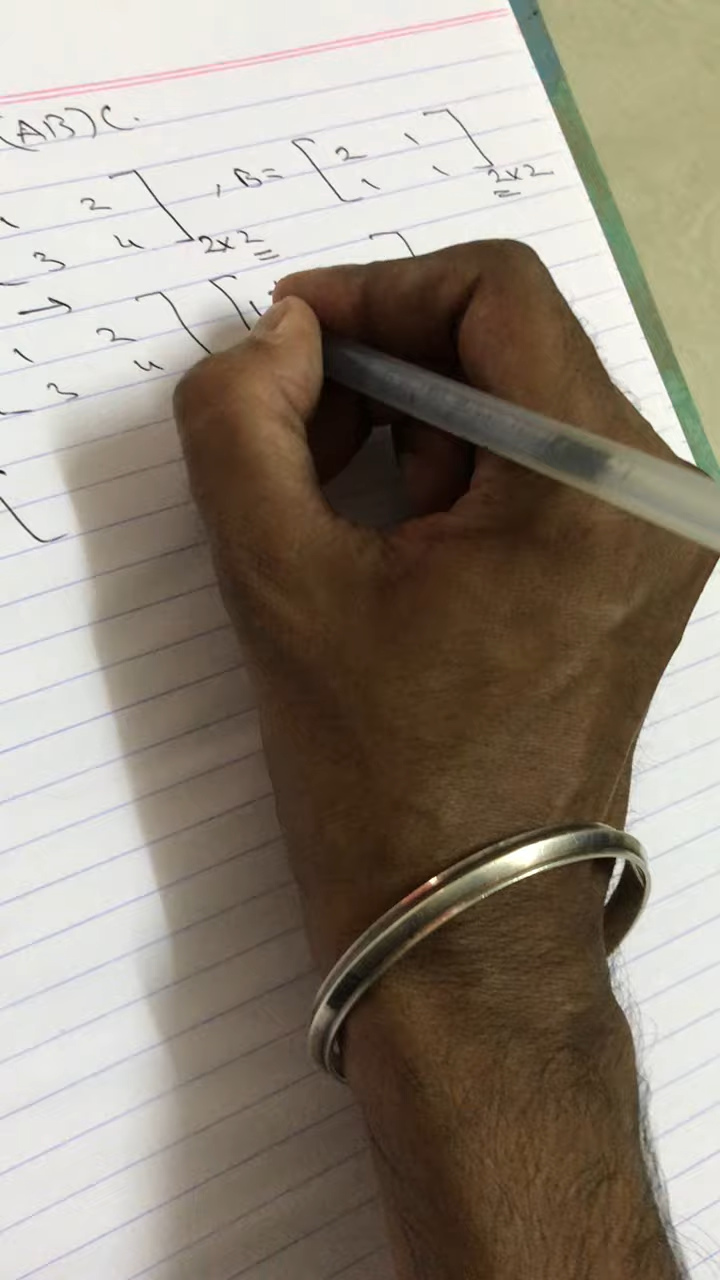 (AB)C.
1 2 , B= [ 2 1 ]
3 4 ] 2x2 1 1 2x2
→
1 2 ] [
3 4
[